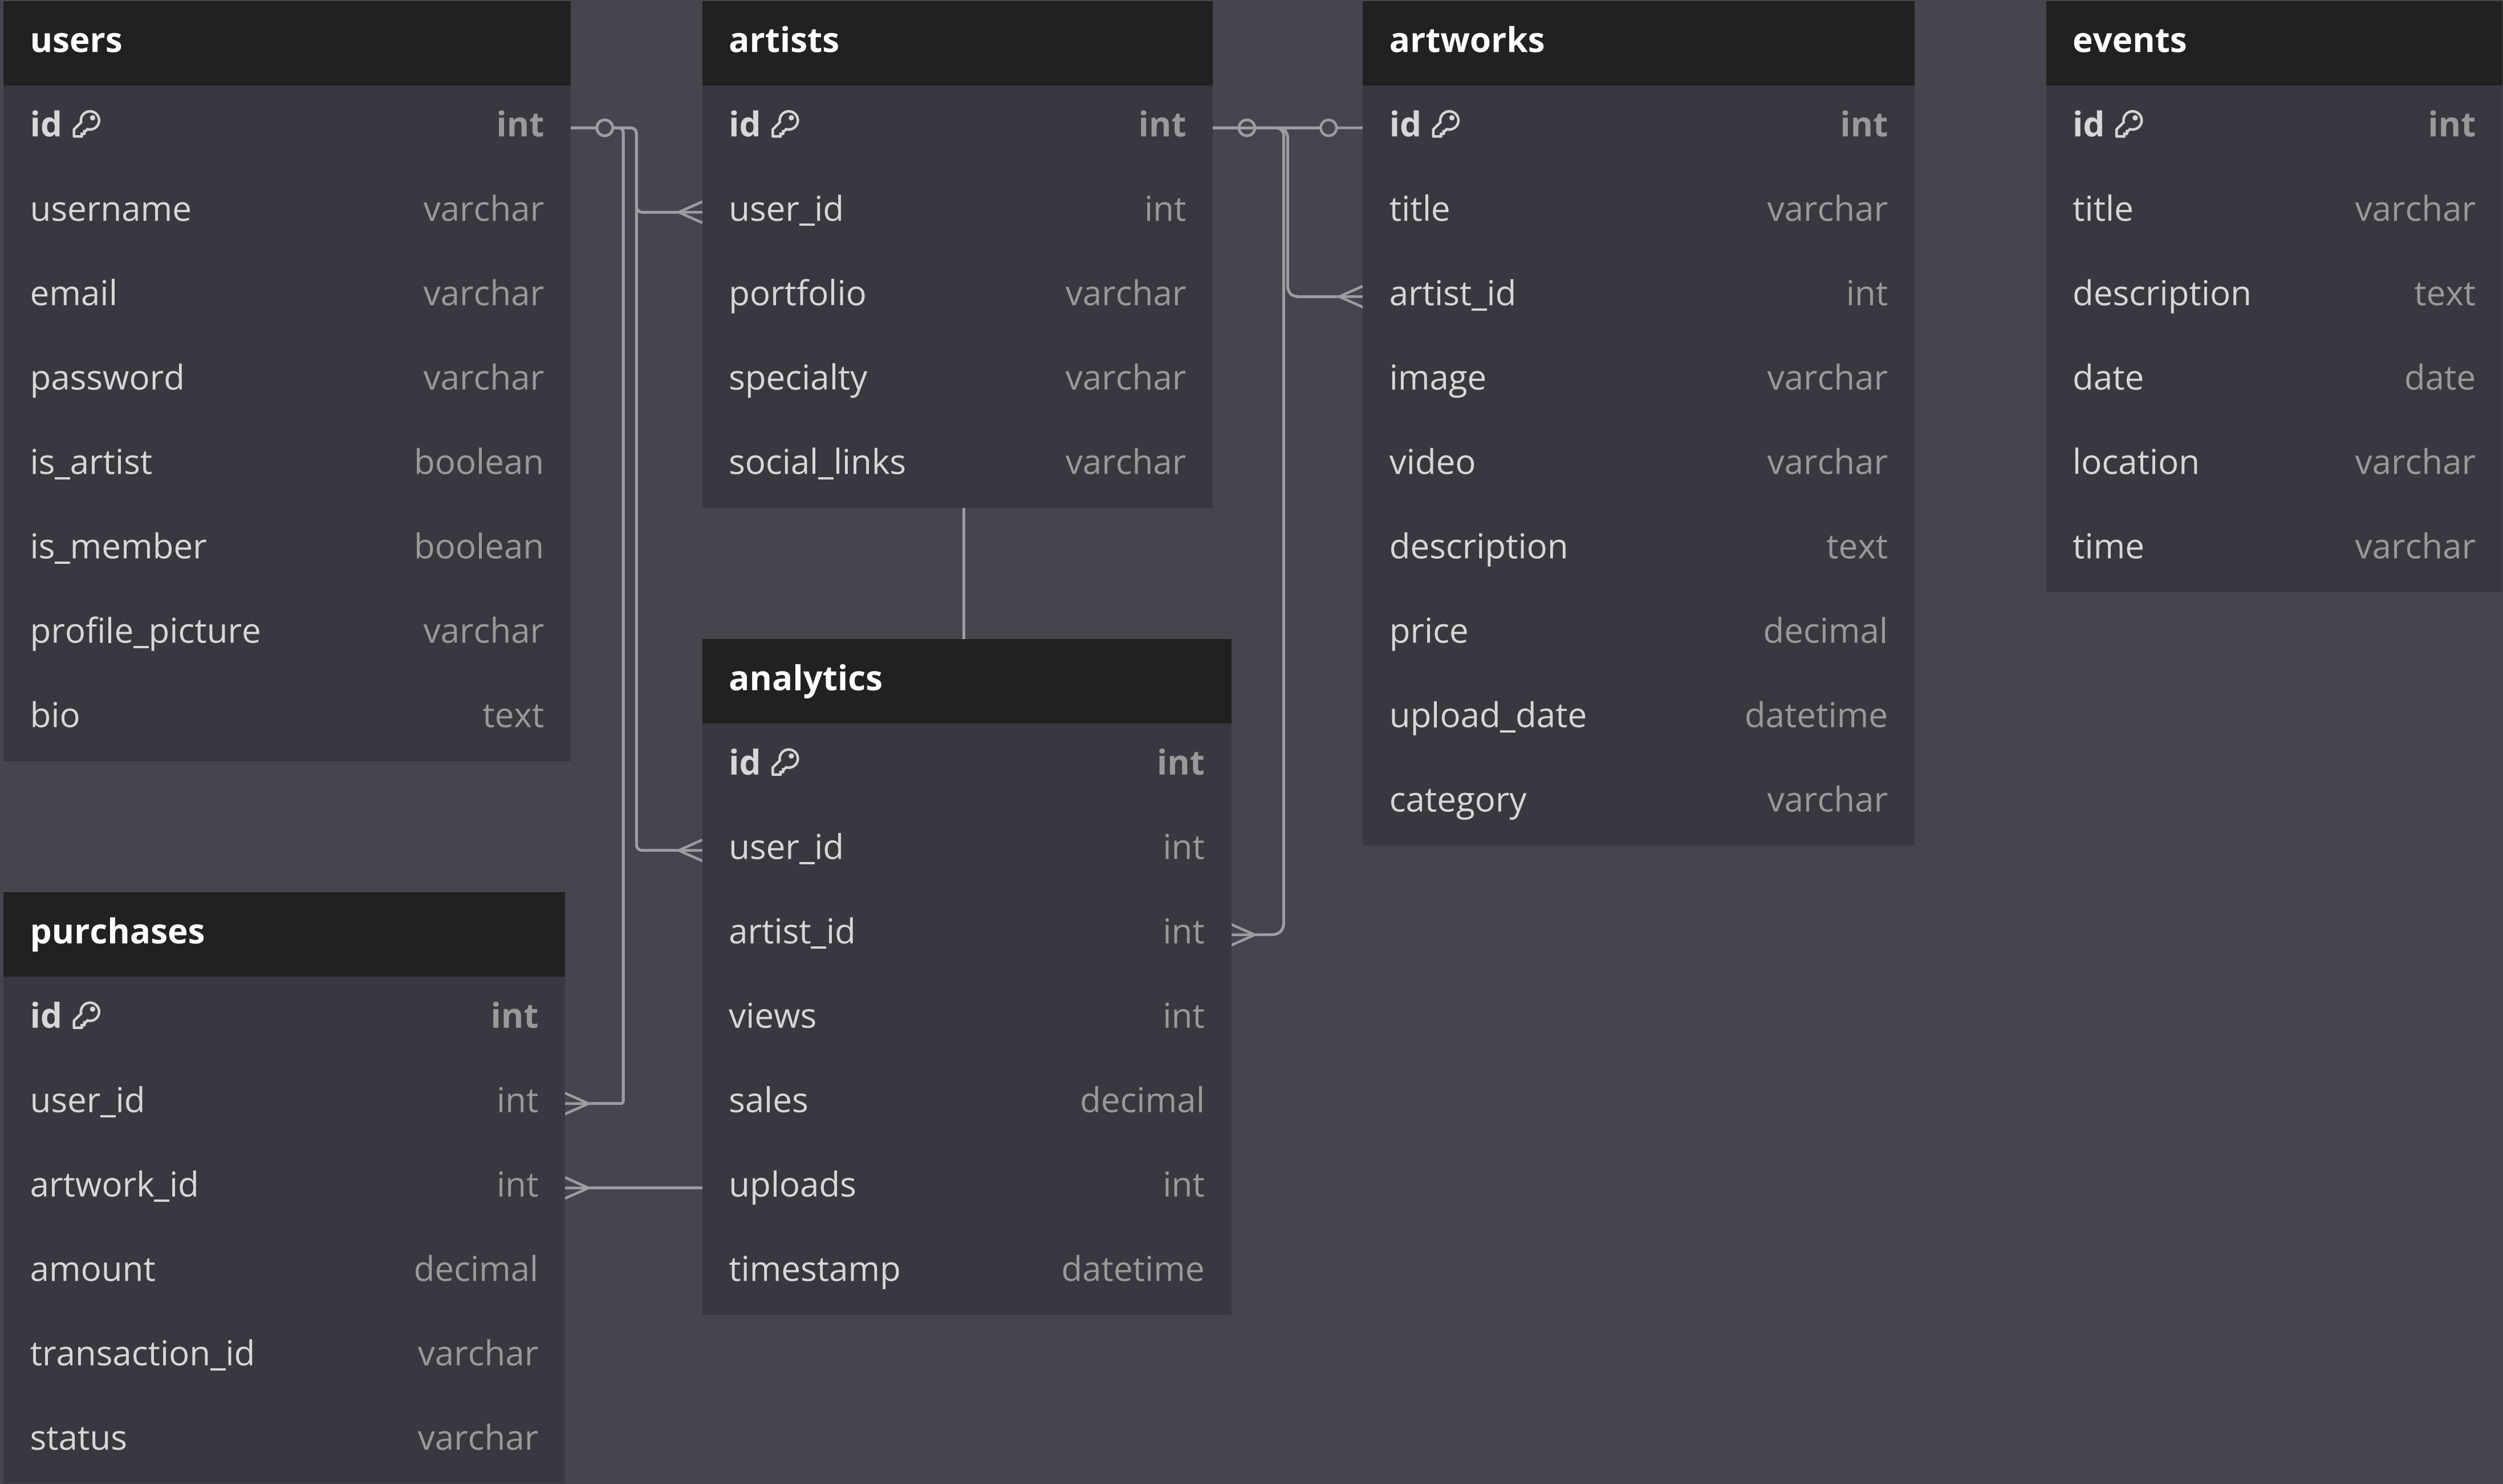 users
id int
username varchar
email varchar
password varchar
is_artist boolean
is_member boolean
profile_picture varchar
bio text
artists
id int
user_id int
portfolio varchar
specialty varchar
social_links varchar
artworks
id int
title varchar
artist_id int
image varchar
video varchar
description text
price decimal
upload_date datetime
category varchar
events
id int
title varchar
description text
date date
location varchar
time varchar
analytics
id int
user_id int
artist_id int
views int
sales decimal
uploads int
timestamp datetime
purchases
id int
user_id int
artwork_id int
amount decimal
transaction_id varchar
status varchar